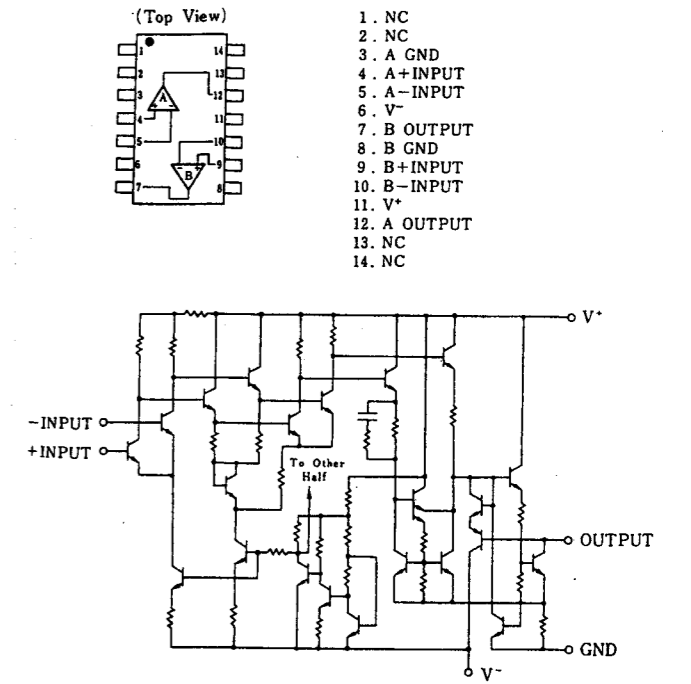 (Top View)
1
2
3
4
5
6
7
14
13
12
11
10
9
8
A
+ -
- +
B
1. NC
2. NC
3. A GND
4. A+INPUT
5. A-INPUT
6. V⁻
7. B OUTPUT
8. B GND
9. B+INPUT
10. B-INPUT
11. V⁺
12. A OUTPUT
13. NC
14. NC
V⁺
-INPUT
+INPUT
To Other
Half
OUTPUT
GND
V⁻